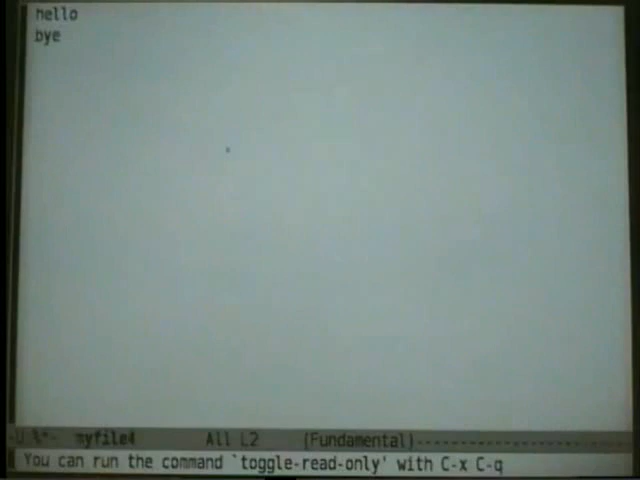 hello
bye
-U %*- myfile4 All L2 (Fundamental)--------------------
You can run the command `toggle-read-only' with C-x C-q